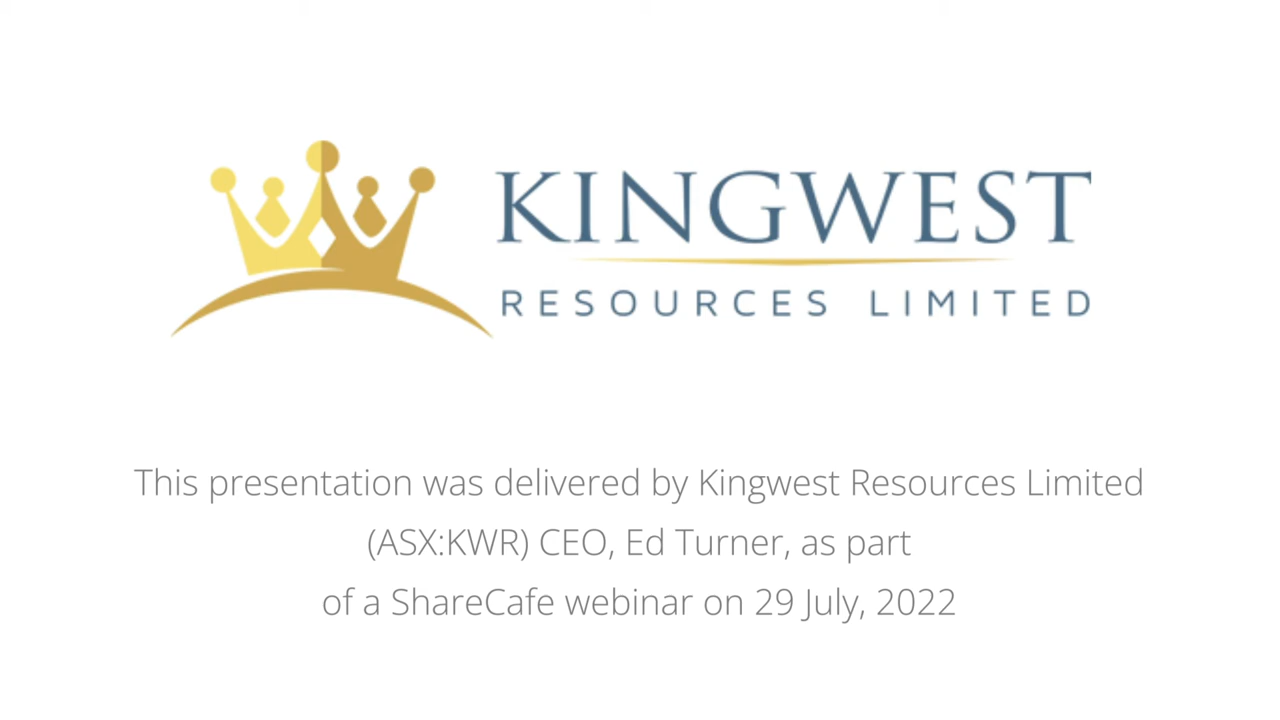 KINGWEST
RESOURCES LIMITED
This presentation was delivered by Kingwest Resources Limited
(ASX:KWR) CEO, Ed Turner, as part
of a ShareCafe webinar on 29 July, 2022